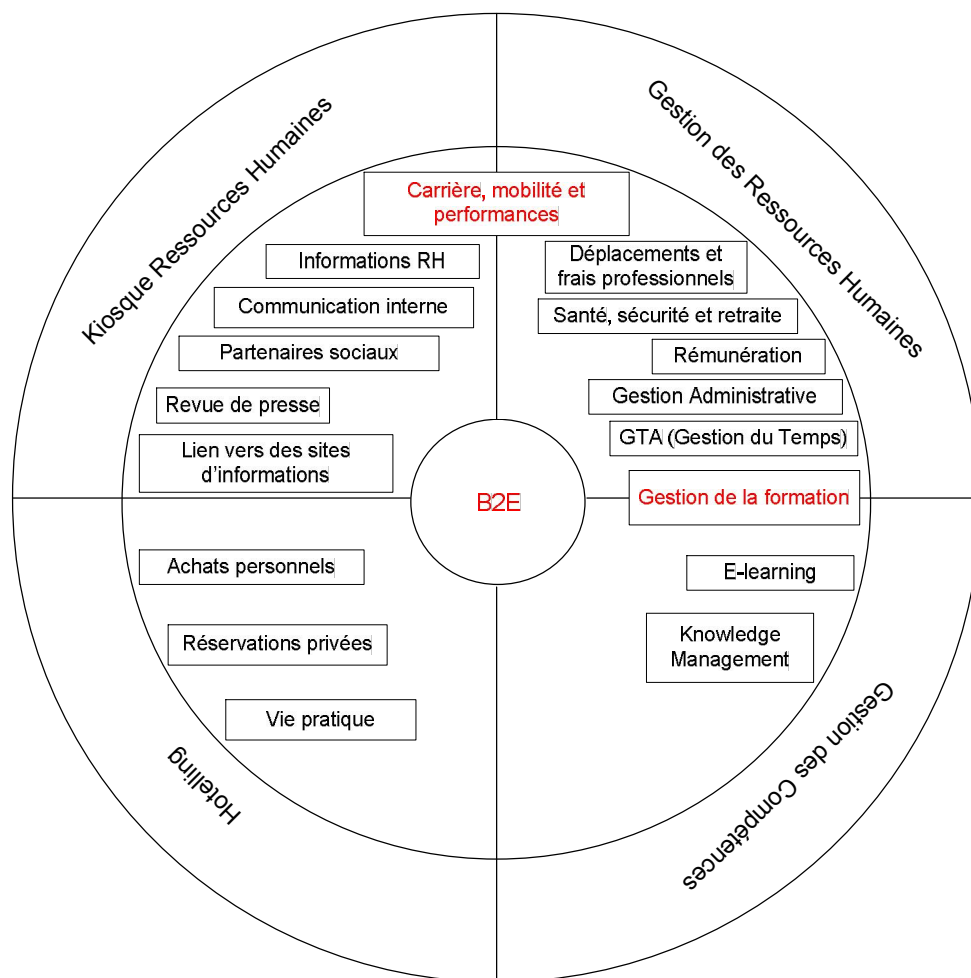 Kiosque Ressources Humaines
Gestion des Ressources Humaines
Carrière, mobilité et
performances
Informations RH
Communication interne
Partenaires sociaux
Revue de presse
Lien vers des sites
d'informations
Déplacements et
frais professionnels
Santé, sécurité et retraite
Rémunération
Gestion Administrative
GTA (Gestion du Temps)
B2E
Gestion de la formation
Achats personnels
Réservations privées
Vie pratique
E-learning
Knowledge
Management
Hotelling
Gestion des Compétences